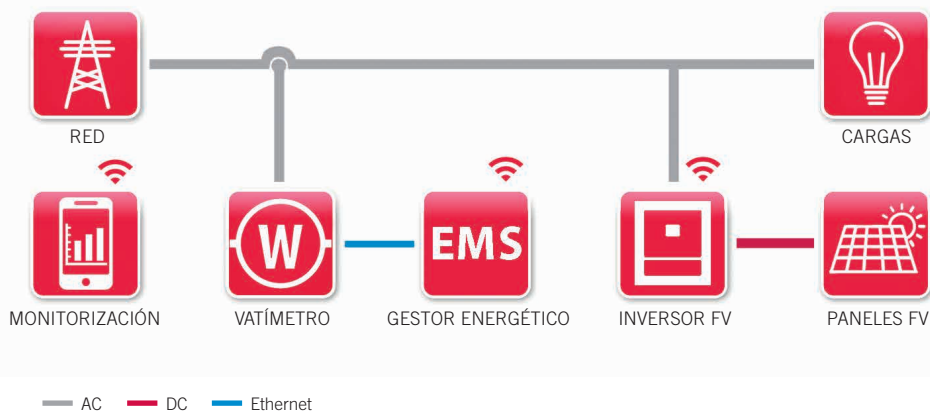 RED
CARGAS
W
EMS
MONITORIZACIÓN
VATÍMETRO
GESTOR ENERGÉTICO
INVERSOR FV
PANELES FV
AC
DC
Ethernet